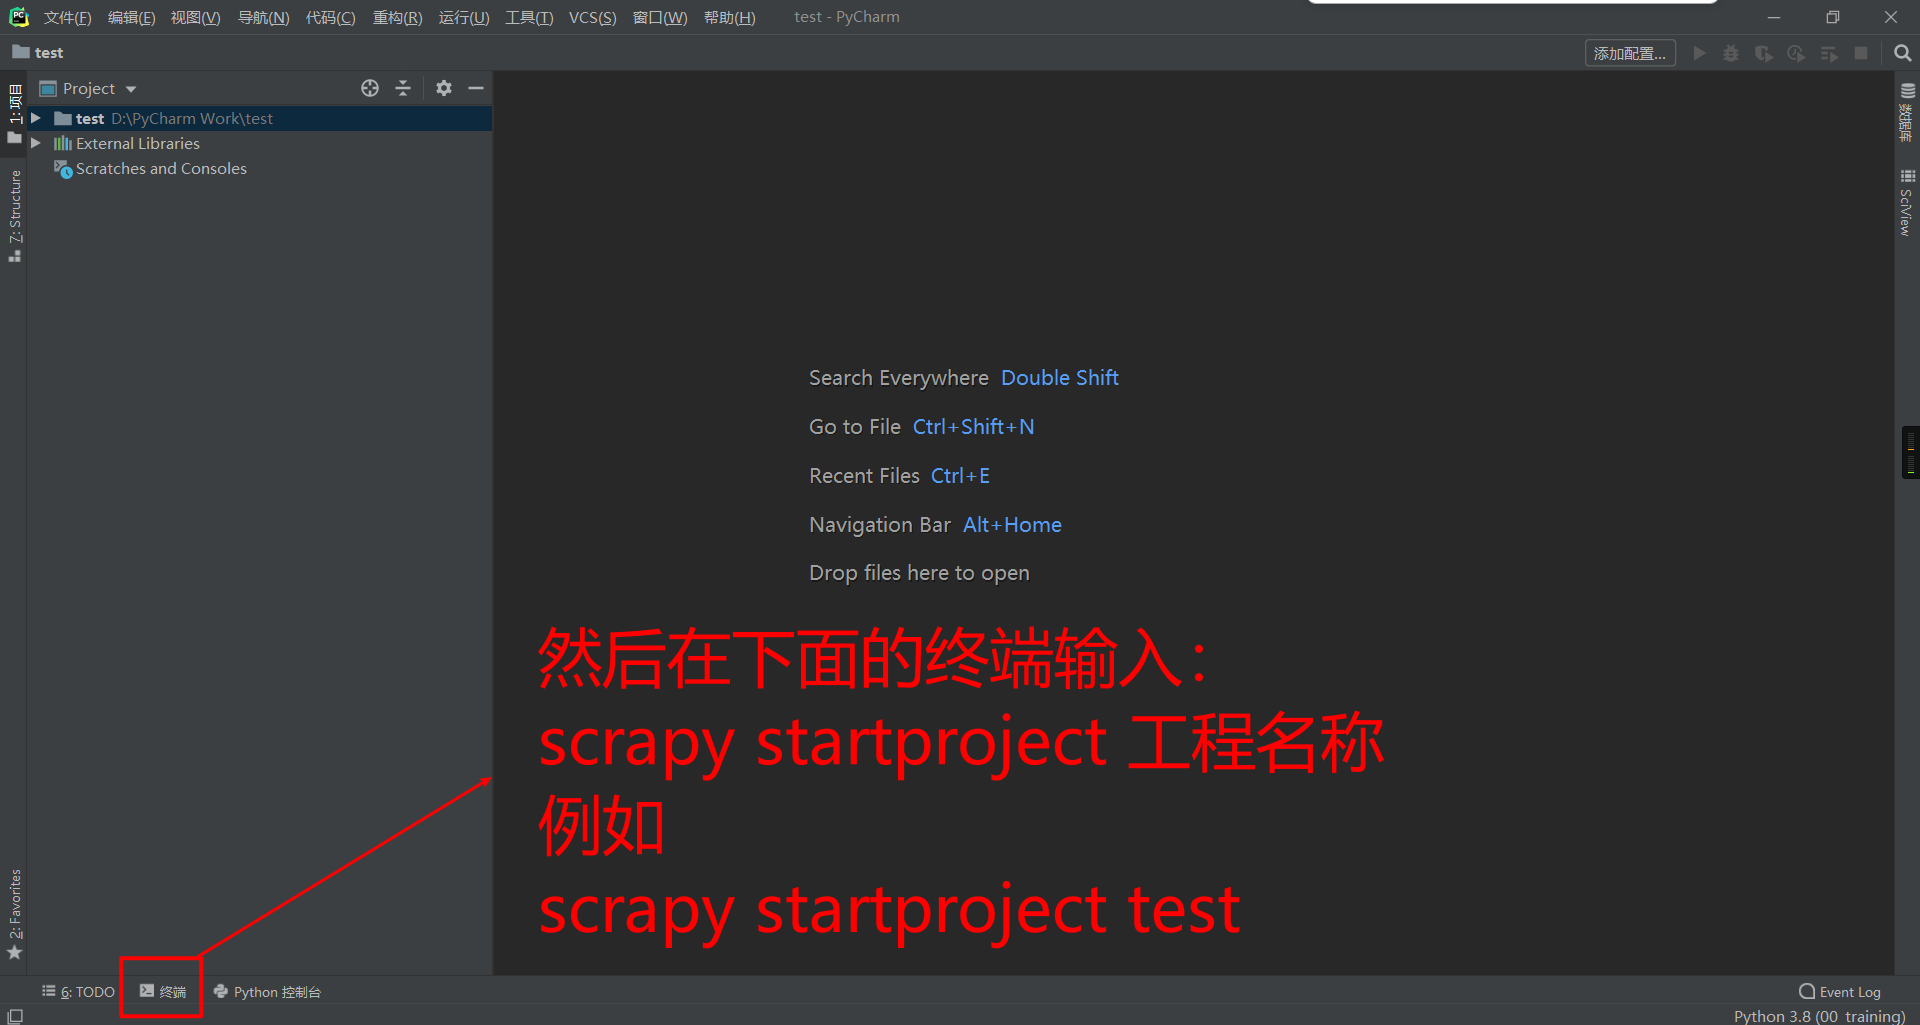 文件(F) 编辑(E) 视图(V) 导航(N) 代码(C) 重构(R) 运行(U) 工具(T) VCS(S) 窗口(W) 帮助(H) test - PyCharm
test
添加配置...
Project
1: 项目
test D:\PyCharm Work\test
External Libraries
Scratches and Consoles
7: Structure
数据库
SciView
Search Everywhere Double Shift
Go to File Ctrl+Shift+N
Recent Files Ctrl+E
Navigation Bar Alt+Home
Drop files here to open
然后在下面的终端输入：
scrapy startproject 工程名称
例如
scrapy startproject test
2: Favorites
6: TODO
终端
Python 控制台
Event Log
Python 3.8 (00_training)